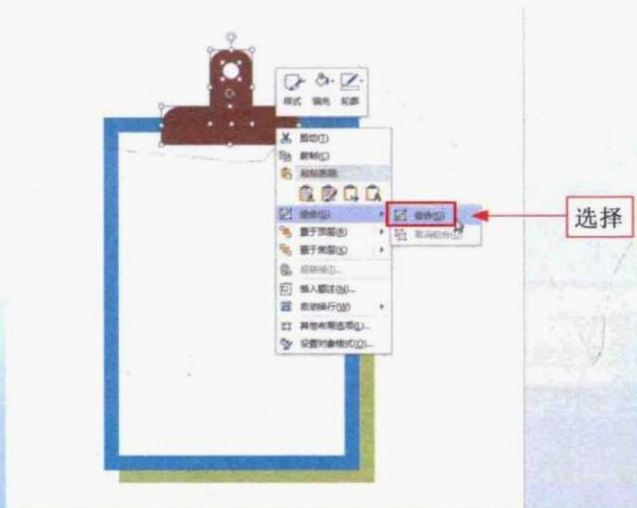 样式 填充 轮廓
剪切(T)
复制(C)
粘贴选项:
组合(G)
组合(G)
选择
置于顶层(R)
取消组合(U)
置于底层(K)
超链接(I)...
插入题注(N)...
自动换行(W)
其他布局选项(L)...
设置对象格式(O)...